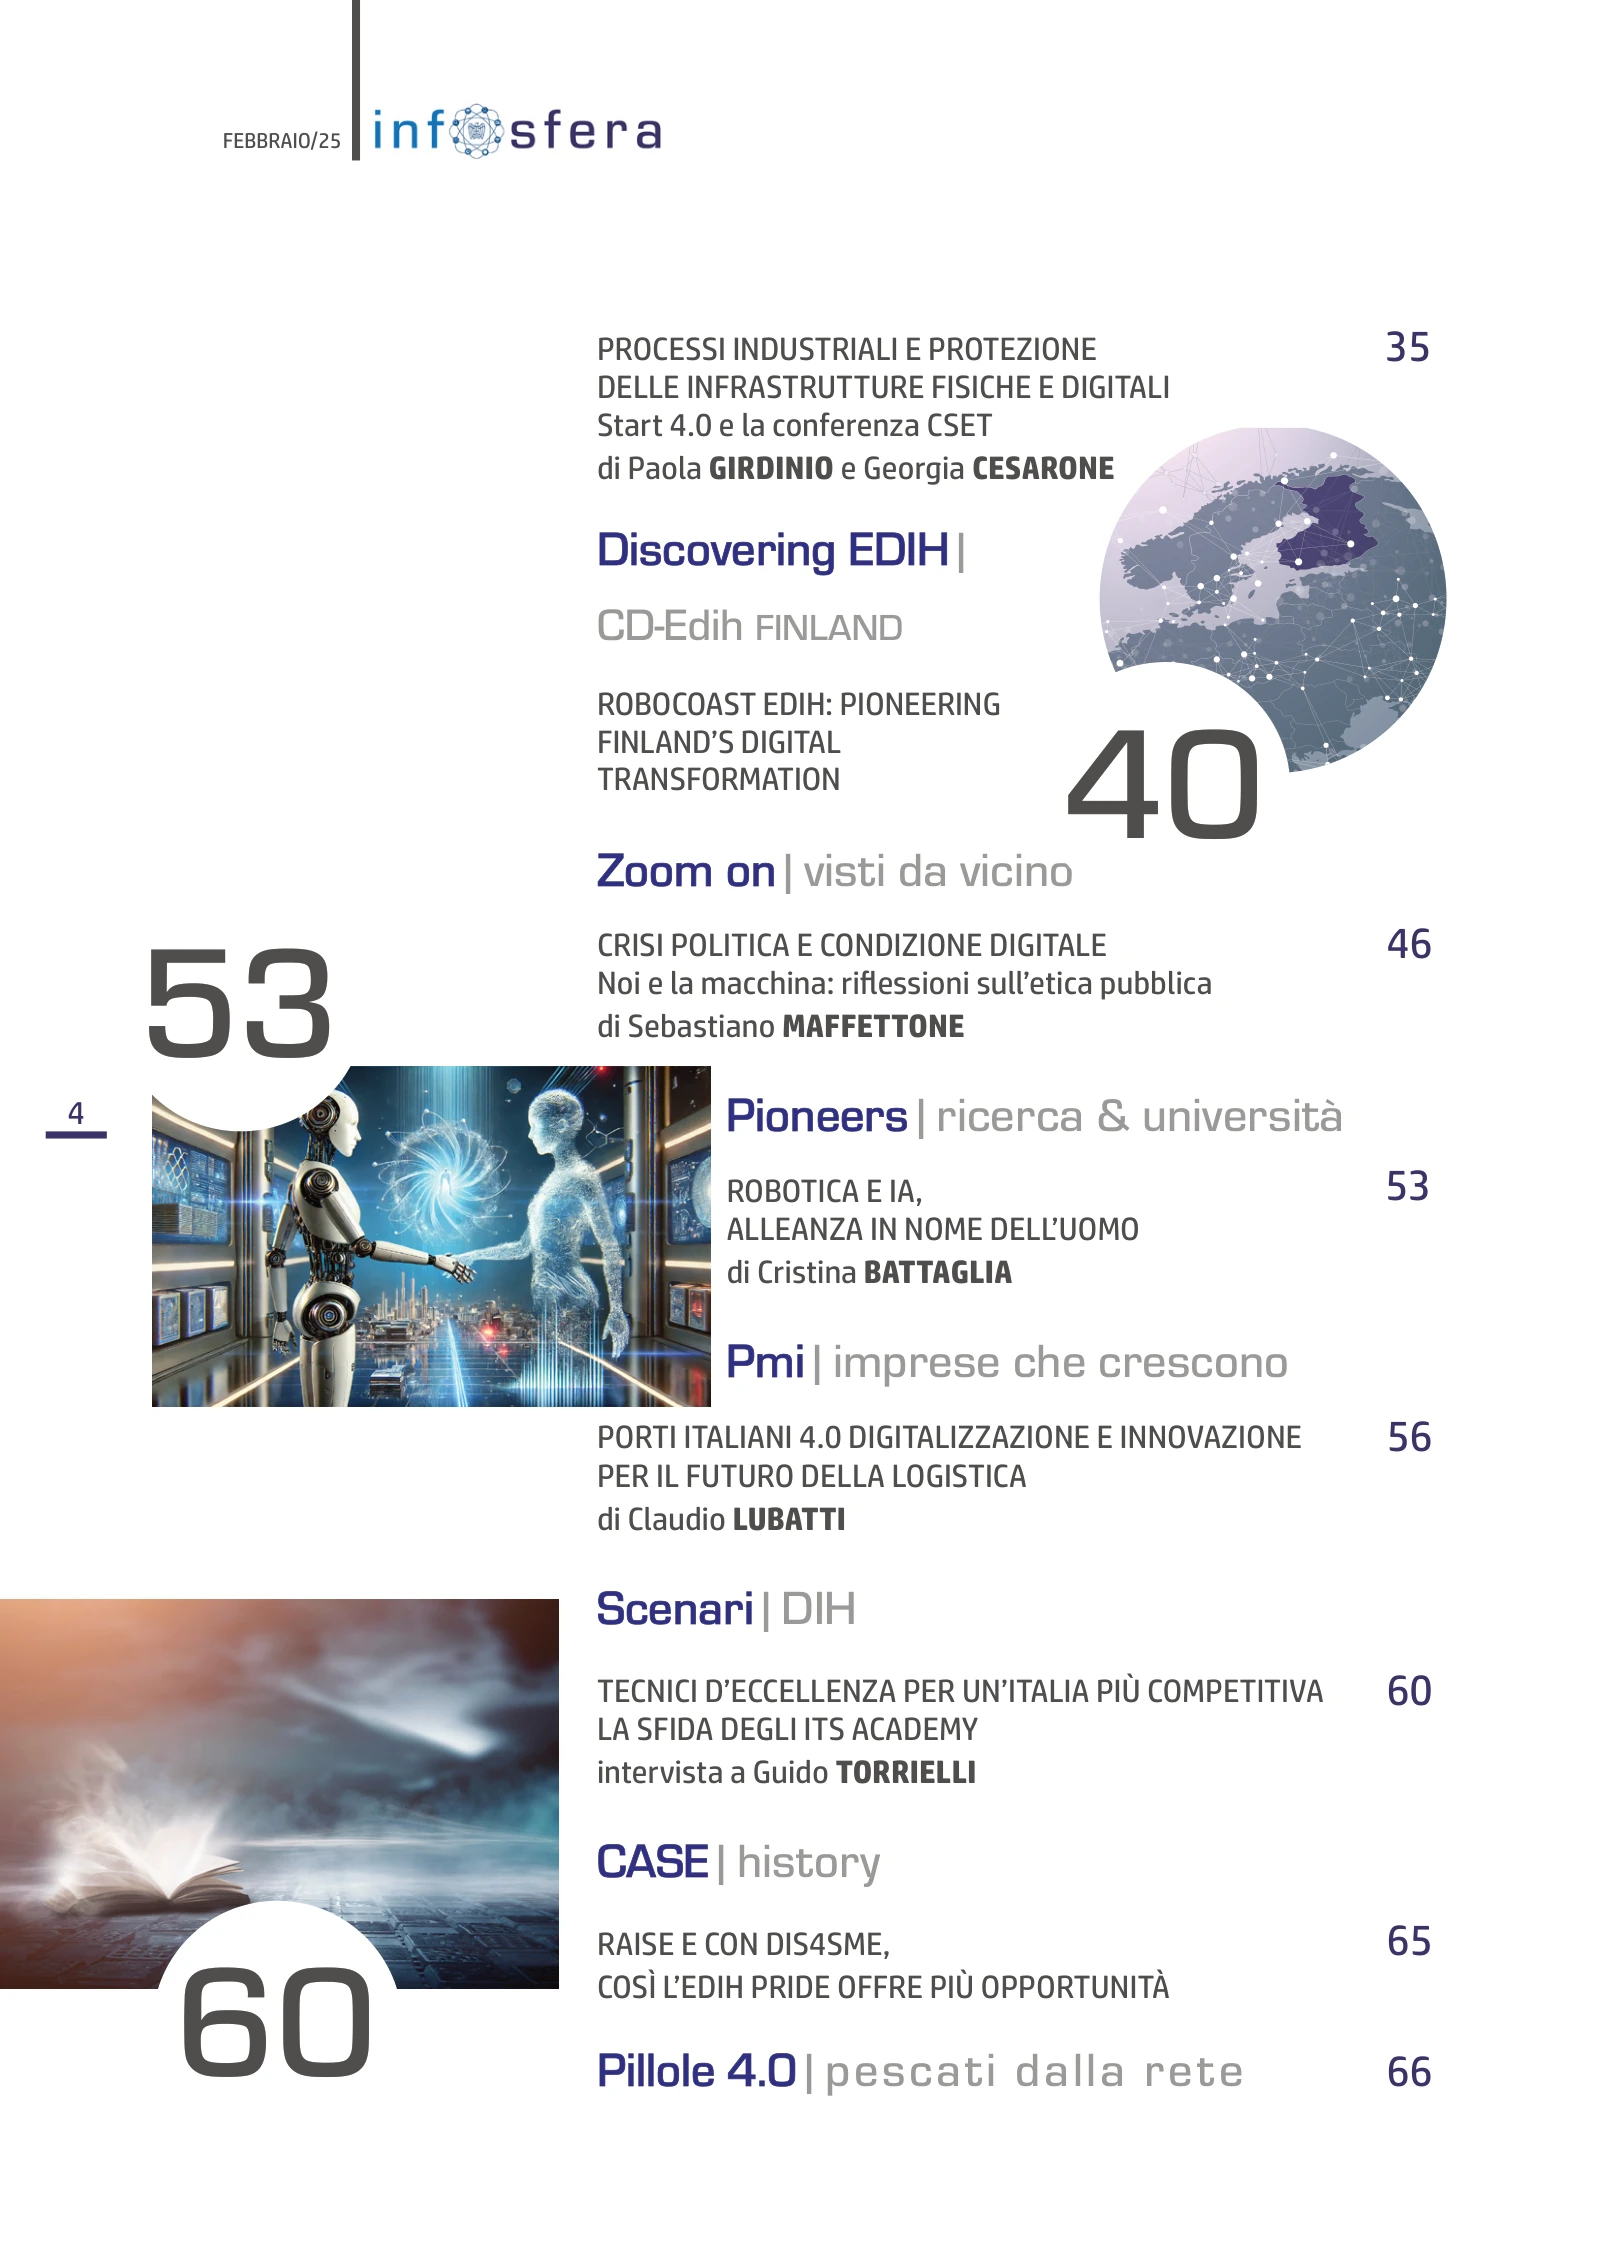 FEBBRAIO/25
infosfera
PROCESSI INDUSTRIALI E PROTEZIONE
DELLE INFRASTRUTTURE FISICHE E DIGITALI
Start 4.0 e la conferenza CSET
di Paola GIRDINIO e Georgia CESARONE
35
Discovering EDIH |
CD-Edih FINLAND
ROBOCOAST EDIH: PIONEERING
FINLAND’S DIGITAL
TRANSFORMATION
40
Zoom on | visti da vicino
CRISI POLITICA E CONDIZIONE DIGITALE
Noi e la macchina: riflessioni sull’etica pubblica
di Sebastiano MAFFETTONE
46
53
4
Pioneers | ricerca & università
ROBOTICA E IA,
ALLEANZA IN NOME DELL’UOMO
di Cristina BATTAGLIA
53
Pmi | imprese che crescono
PORTI ITALIANI 4.0 DIGITALIZZAZIONE E INNOVAZIONE
PER IL FUTURO DELLA LOGISTICA
di Claudio LUBATTI
56
Scenari | DIH
TECNICI D’ECCELLENZA PER UN’ITALIA PIÙ COMPETITIVA
LA SFIDA DEGLI ITS ACADEMY
intervista a Guido TORRIELLI
60
60
CASE | history
RAISE E CON DIS4SME,
COSÌ L’EDIH PRIDE OFFRE PIÙ OPPORTUNITÀ
65
Pillole 4.0 | pescati dalla rete
66